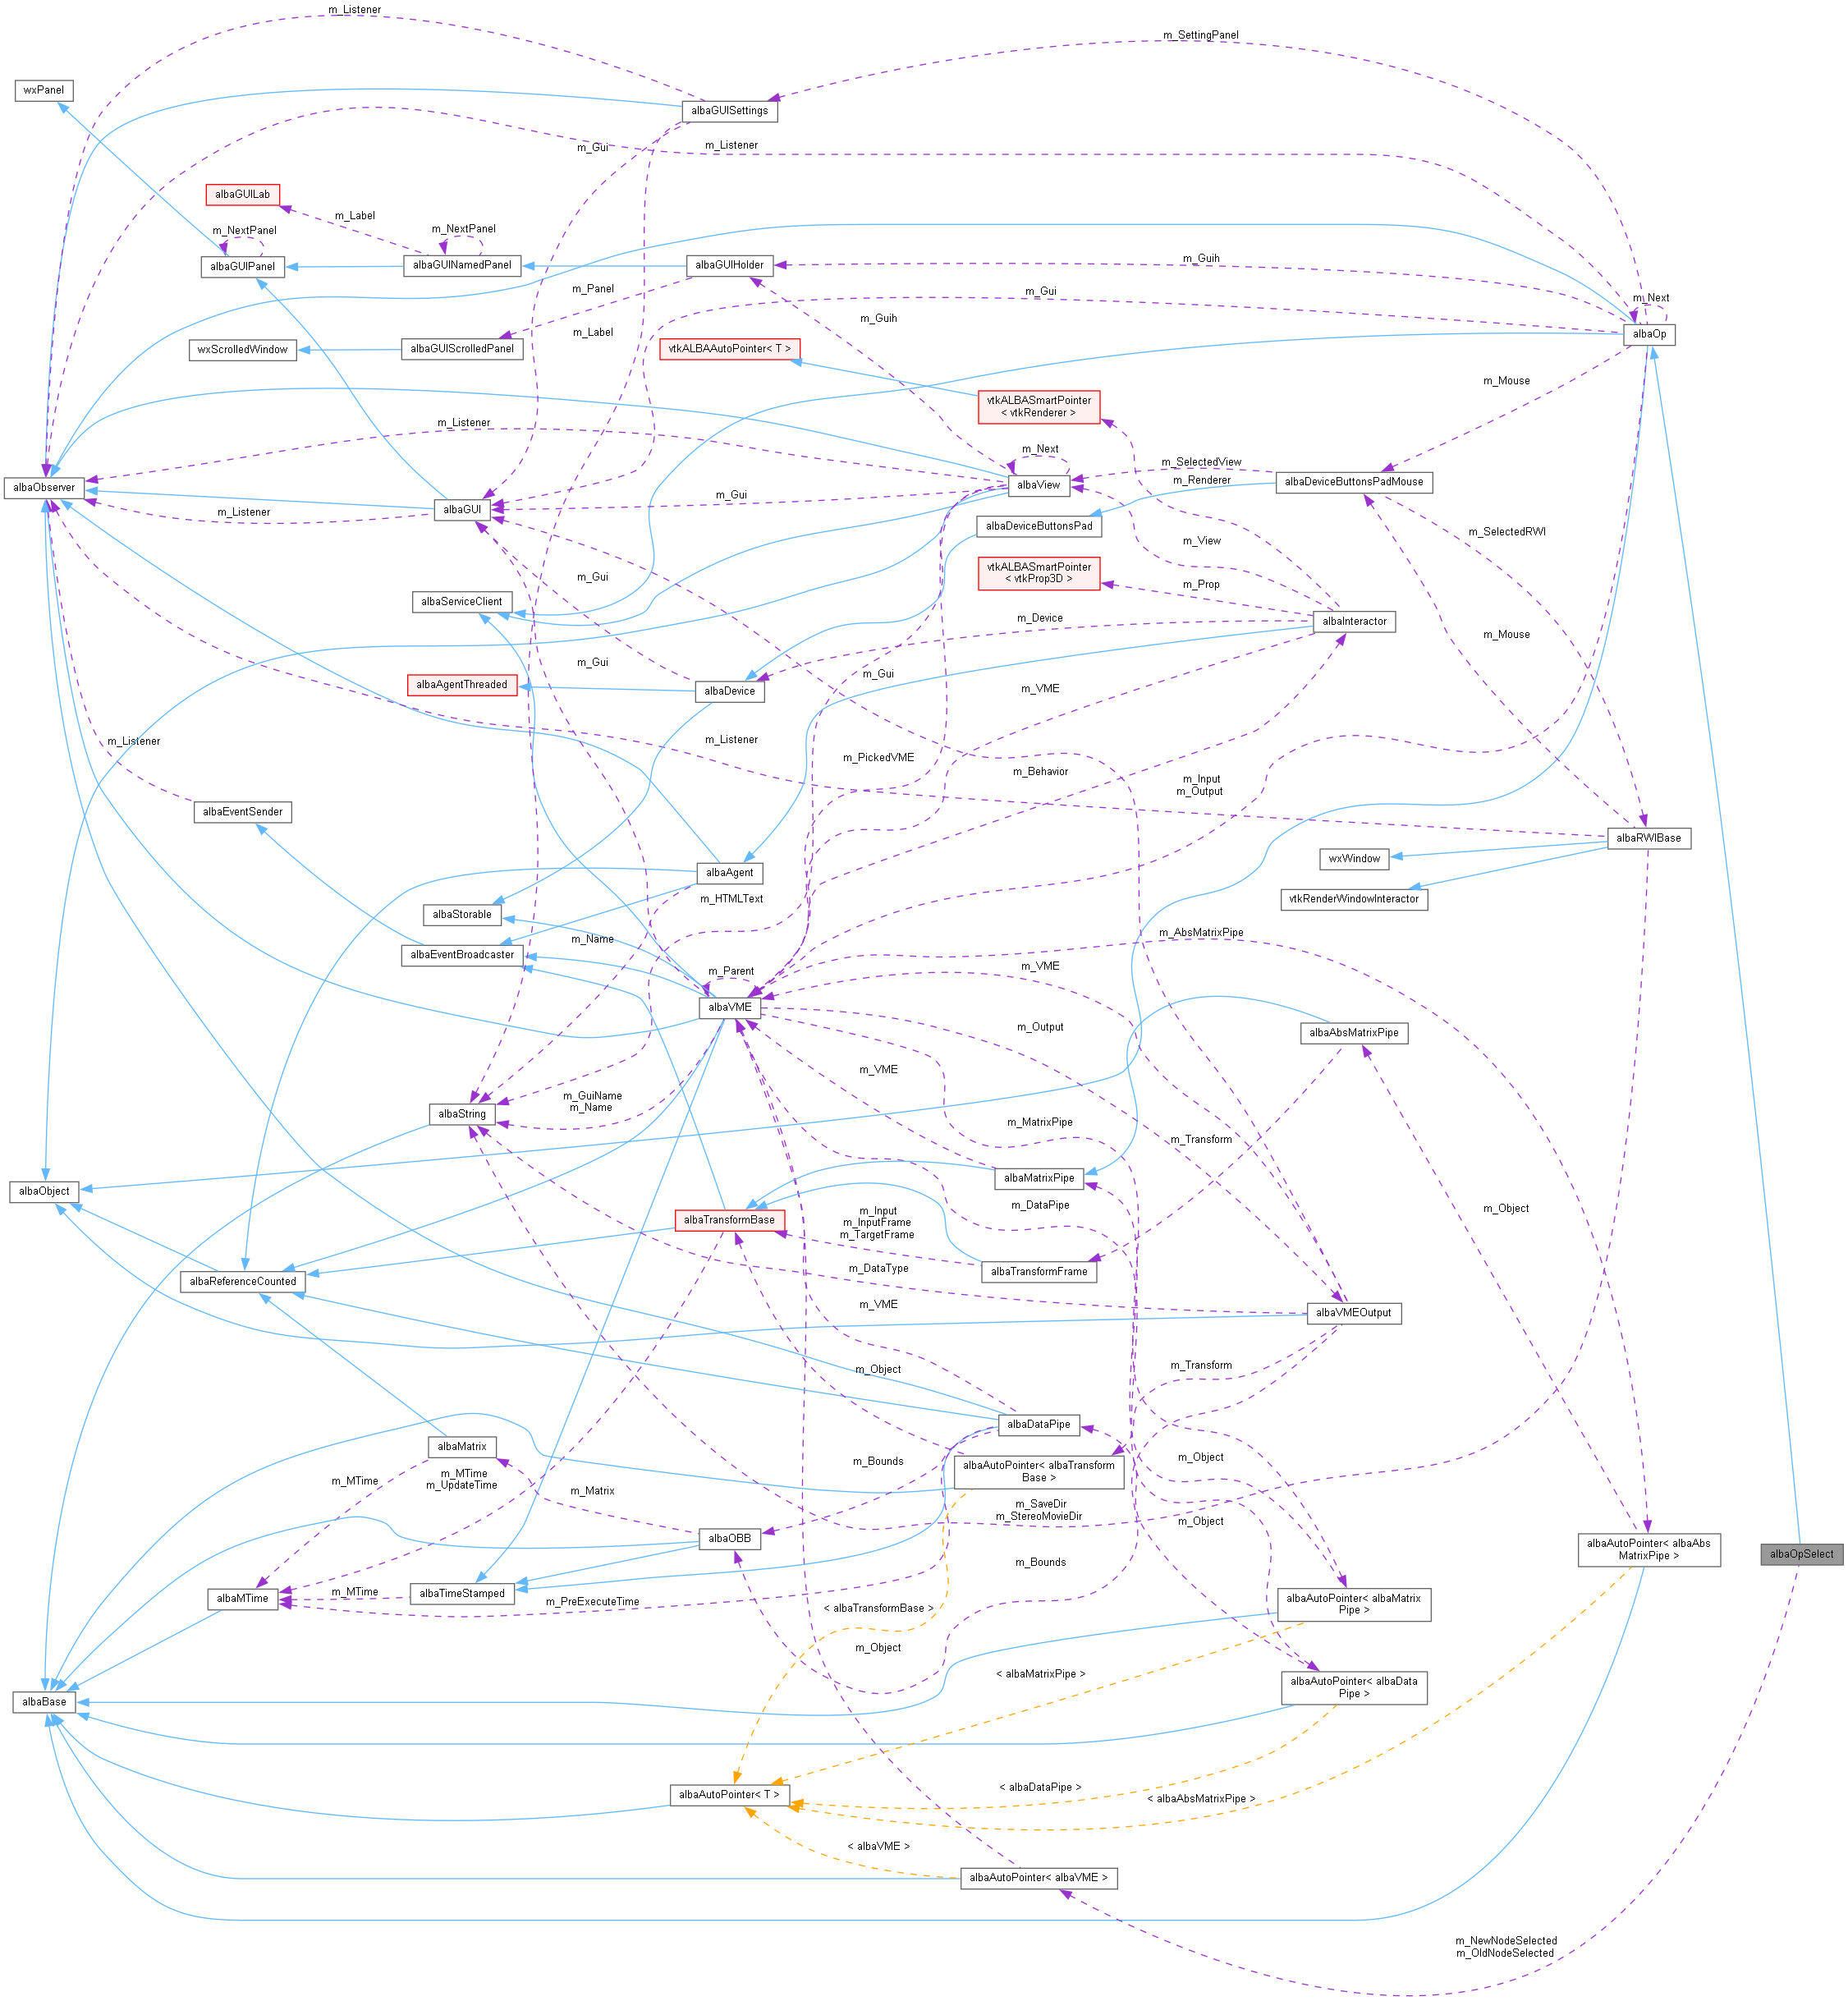 m_Listener
m_SettingPanel
wxPanel
albaGUISettings
m_Gui
m_Listener
albaGUILab
m_Label
m_NextPanel
m_NextPanel
albaGUIPanel
albaGUINamedPanel
albaGUIHolder
m_Guih
m_Panel
m_Gui
m_Next
m_Guih
m_Label
albaOp
wxScrolledWindow
albaGUIScrolledPanel
vtkALBAAutoPointer< T >
m_Mouse
vtkALBASmartPointer
< vtkRenderer >
m_Listener
m_Next
m_SelectedView
m_Renderer
albaObserver
albaView
albaDeviceButtonsPadMouse
m_Gui
m_Listener
albaGUI
albaDeviceButtonsPad
m_SelectedRWI
m_View
vtkALBASmartPointer
< vtkProp3D >
m_Gui
m_Prop
albaServiceClient
m_Device
albaInteractor
m_Mouse
m_Gui
m_Gui
albaAgentThreaded
albaDevice
m_VME
m_Listener
m_Listener
m_PickedVME
m_Behavior
m_Input
m_Output
albaEventSender
albaRWIBase
wxWindow
albaAgent
m_HTMLText
vtkRenderWindowInteractor
albaStorable
m_Name
m_AbsMatrixPipe
albaEventBroadcaster
m_Parent
m_VME
albaVME
m_Output
albaAbsMatrixPipe
m_VME
m_GuiName
m_Name
albaString
m_MatrixPipe
m_Transform
albaMatrixPipe
albaObject
m_DataPipe
m_Object
albaTransformBase
m_Input
m_InputFrame
m_TargetFrame
albaReferenceCounted
m_DataType
albaTransformFrame
m_VME
albaVMEOutput
m_Object
m_Transform
albaDataPipe
albaMatrix
m_MTime
m_MTime
m_UpdateTime
m_Bounds
m_Object
albaAutoPointer< albaTransform
Base >
m_Matrix
m_SaveDir
m_StereoMovieDir
m_Object
albaOBB
albaAutoPointer< albaAbs
MatrixPipe >
albaOpSelect
m_Bounds
albaMTime
m_MTime
albaTimeStamped
m_PreExecuteTime
albaAutoPointer< albaMatrix
Pipe >
< albaTransformBase >
m_Object
< albaMatrixPipe >
albaBase
albaAutoPointer< albaData
Pipe >
albaAutoPointer< T >
< albaDataPipe >
< albaAbsMatrixPipe >
< albaVME >
albaAutoPointer< albaVME >
m_NewNodeSelected
m_OldNodeSelected